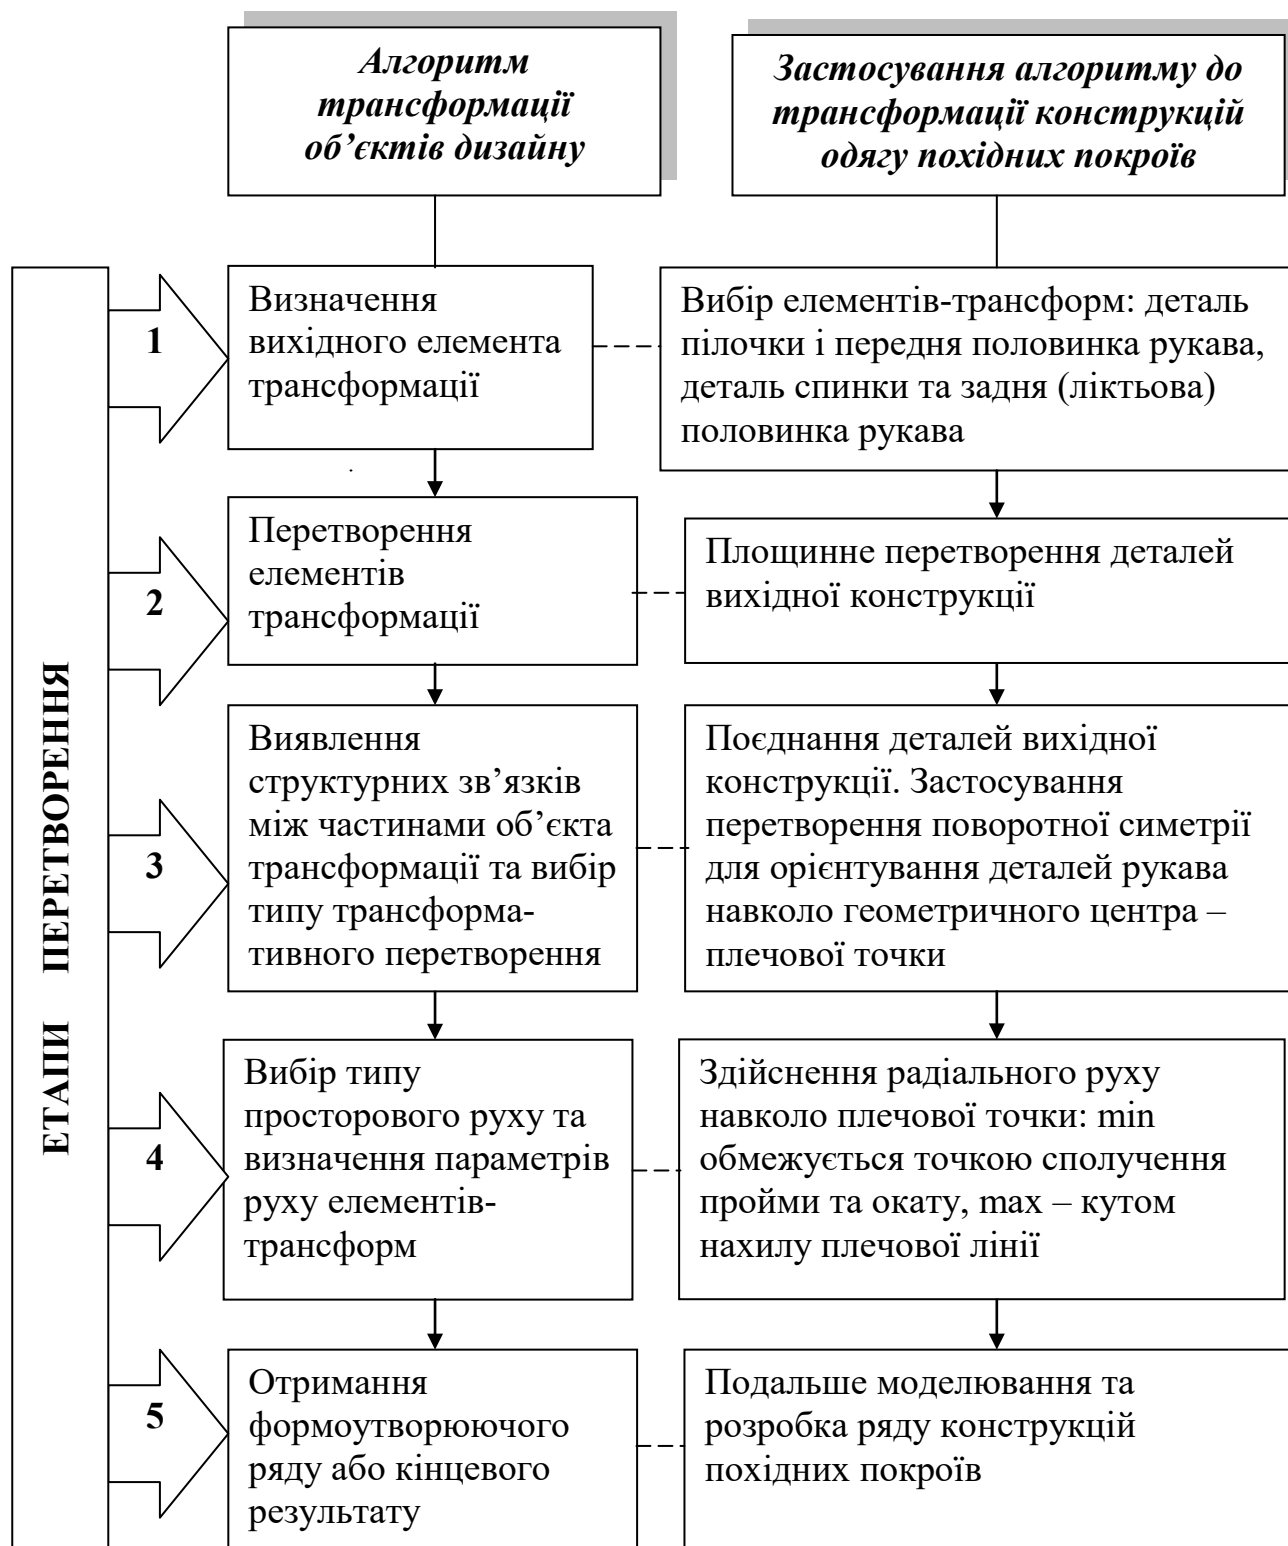 Алгоритм
трансформації
об’єктів дизайну
Застосування алгоритму до
трансформації конструкцій
одягу похідних покроїв
ЕТАПИ ПЕРЕТВОРЕННЯ
1
Визначення
вихідного елемента
трансформації
Вибір елементів-трансформ: деталь
пілочки і передня половинка рукава,
деталь спинки та задня (ліктьова)
половинка рукава
2
Перетворення
елементів
трансформації
Площинне перетворення деталей
вихідної конструкції
3
Виявлення
структурних зв’язків
між частинами об’єкта
трансформації та вибір
типу трансформа-
тивного перетворення
Поєднання деталей вихідної
конструкції. Застосування
перетворення поворотної симетрії
для орієнтування деталей рукава
навколо геометричного центра –
плечової точки
4
Вибір типу
просторового руху та
визначення параметрів
руху елементів-
трансформ
Здійснення радіального руху
навколо плечової точки: min
обмежується точкою сполучення
пройми та окату, max – кутом
нахилу плечової лінії
5
Отримання
формоутворюючого
ряду або кінцевого
результату
Подальше моделювання та
розробка ряду конструкцій
похідних покроїв